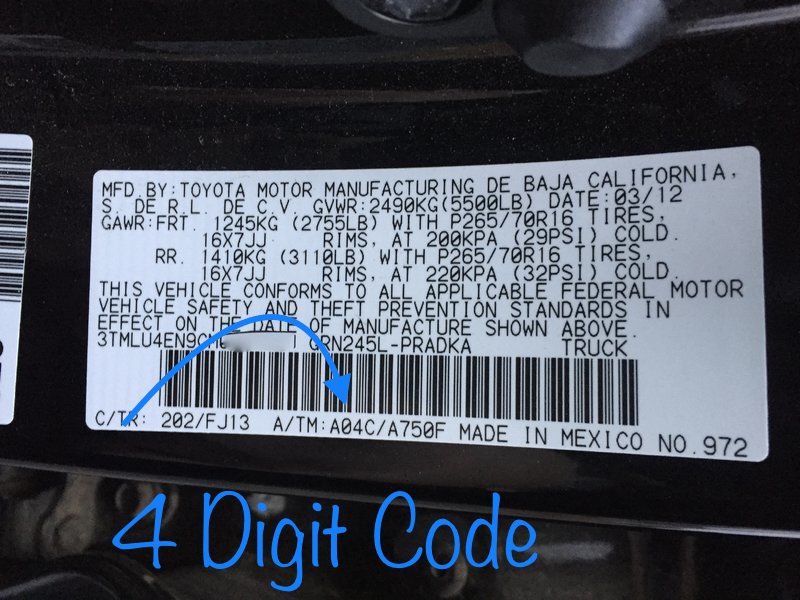 MFD.BY:TOYOTA MOTOR MANUFACTURING DE BAJA CALIFORNIA,
S. DE R.L. DE C.V. GVWR:2490KG(5500LB) DATE:03/12
GAWR:FRT. 1245KG (2755LB) WITH P265/70R16 TIRES,
16X7JJ RIMS, AT 200KPA (29PSI) COLD.
RR. 1410KG (3110LB) WITH P265/70R16 TIRES,
16X7JJ RIMS, AT 220KPA (32PSI) COLD.
THIS VEHICLE CONFORMS TO ALL APPLICABLE FEDERAL MOTOR
VEHICLE SAFETY AND THEFT PREVENTION STANDARDS IN
EFFECT ON THE DATE OF MANUFACTURE SHOWN ABOVE.
GRN245L-PRADKA TRUCK
C/TR: 202/FJ13 A/TM:A04C/A750F MADE IN MEXICO NO.972
4 Digit Code